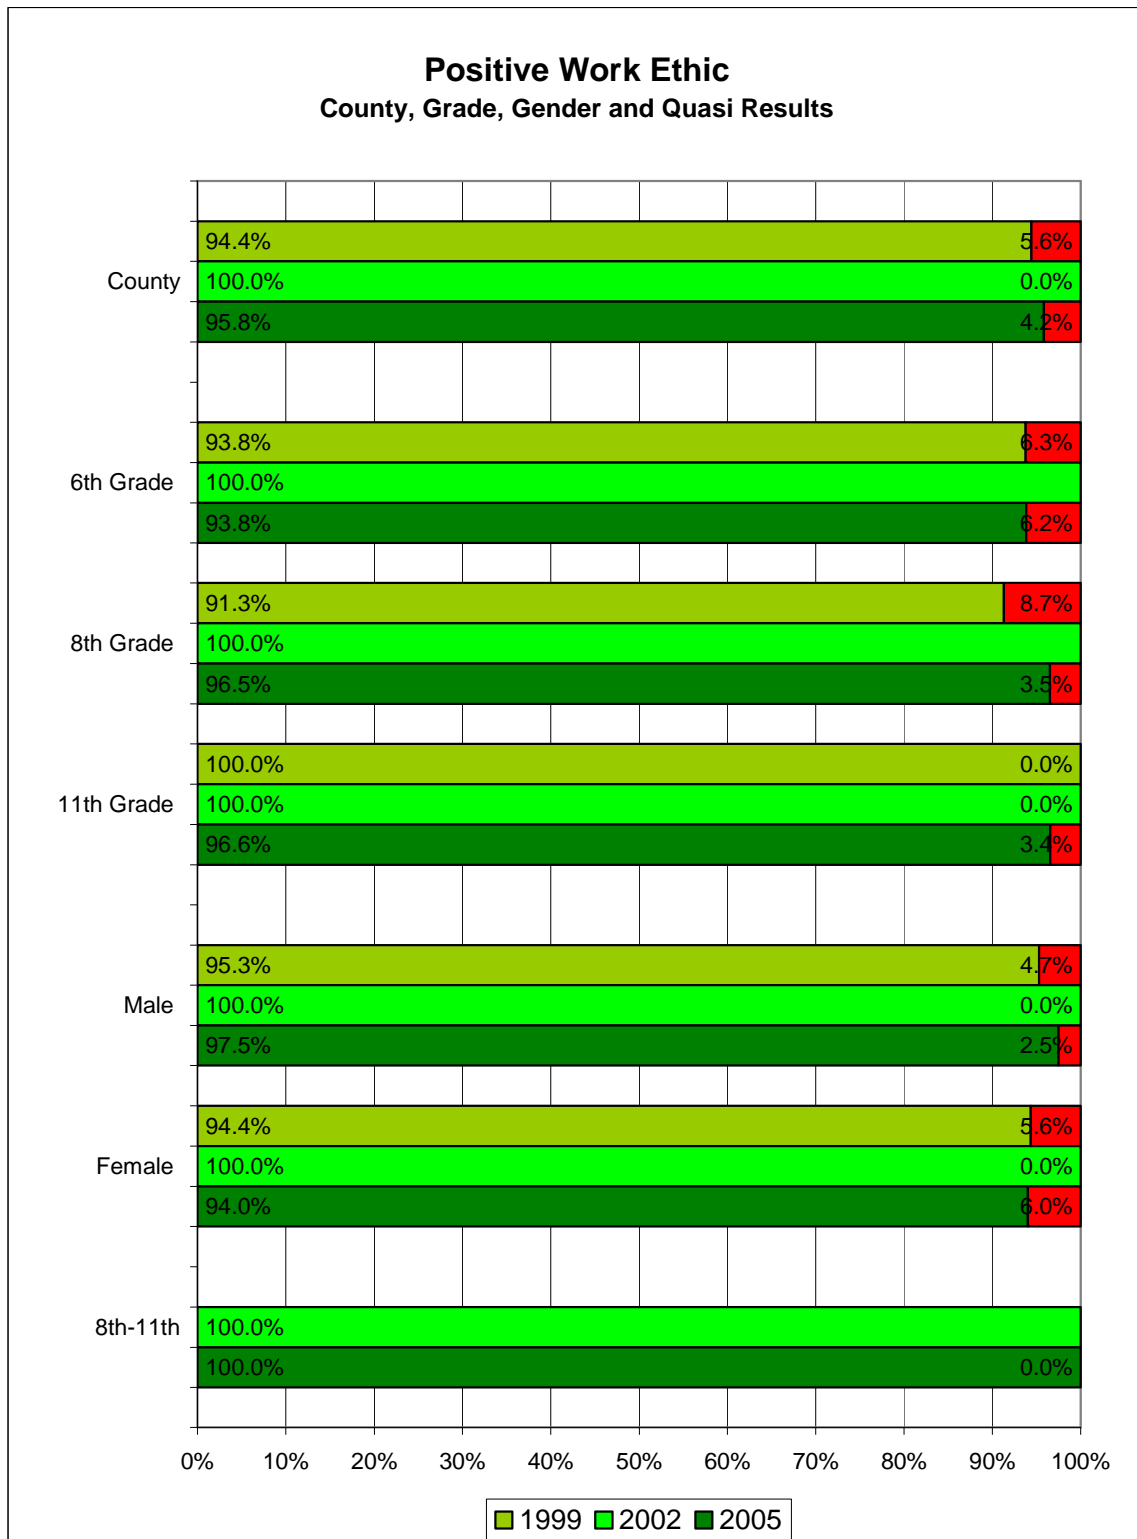 Positive Work Ethic
County, Grade, Gender and Quasi Results
94.4% 5.6%
County 100.0% 0.0%
95.8% 4.2%
93.8% 6.3%
6th Grade 100.0%
93.8% 6.2%
91.3% 8.7%
8th Grade 100.0%
96.5% 3.5%
100.0% 0.0%
11th Grade 100.0% 0.0%
96.6% 3.4%
95.3% 4.7%
Male 100.0% 0.0%
97.5% 2.5%
94.4% 5.6%
Female 100.0% 0.0%
94.0% 6.0%
8th-11th 100.0%
100.0% 0.0%
0% 10% 20% 30% 40% 50% 60% 70% 80% 90% 100%
1999 2002 2005